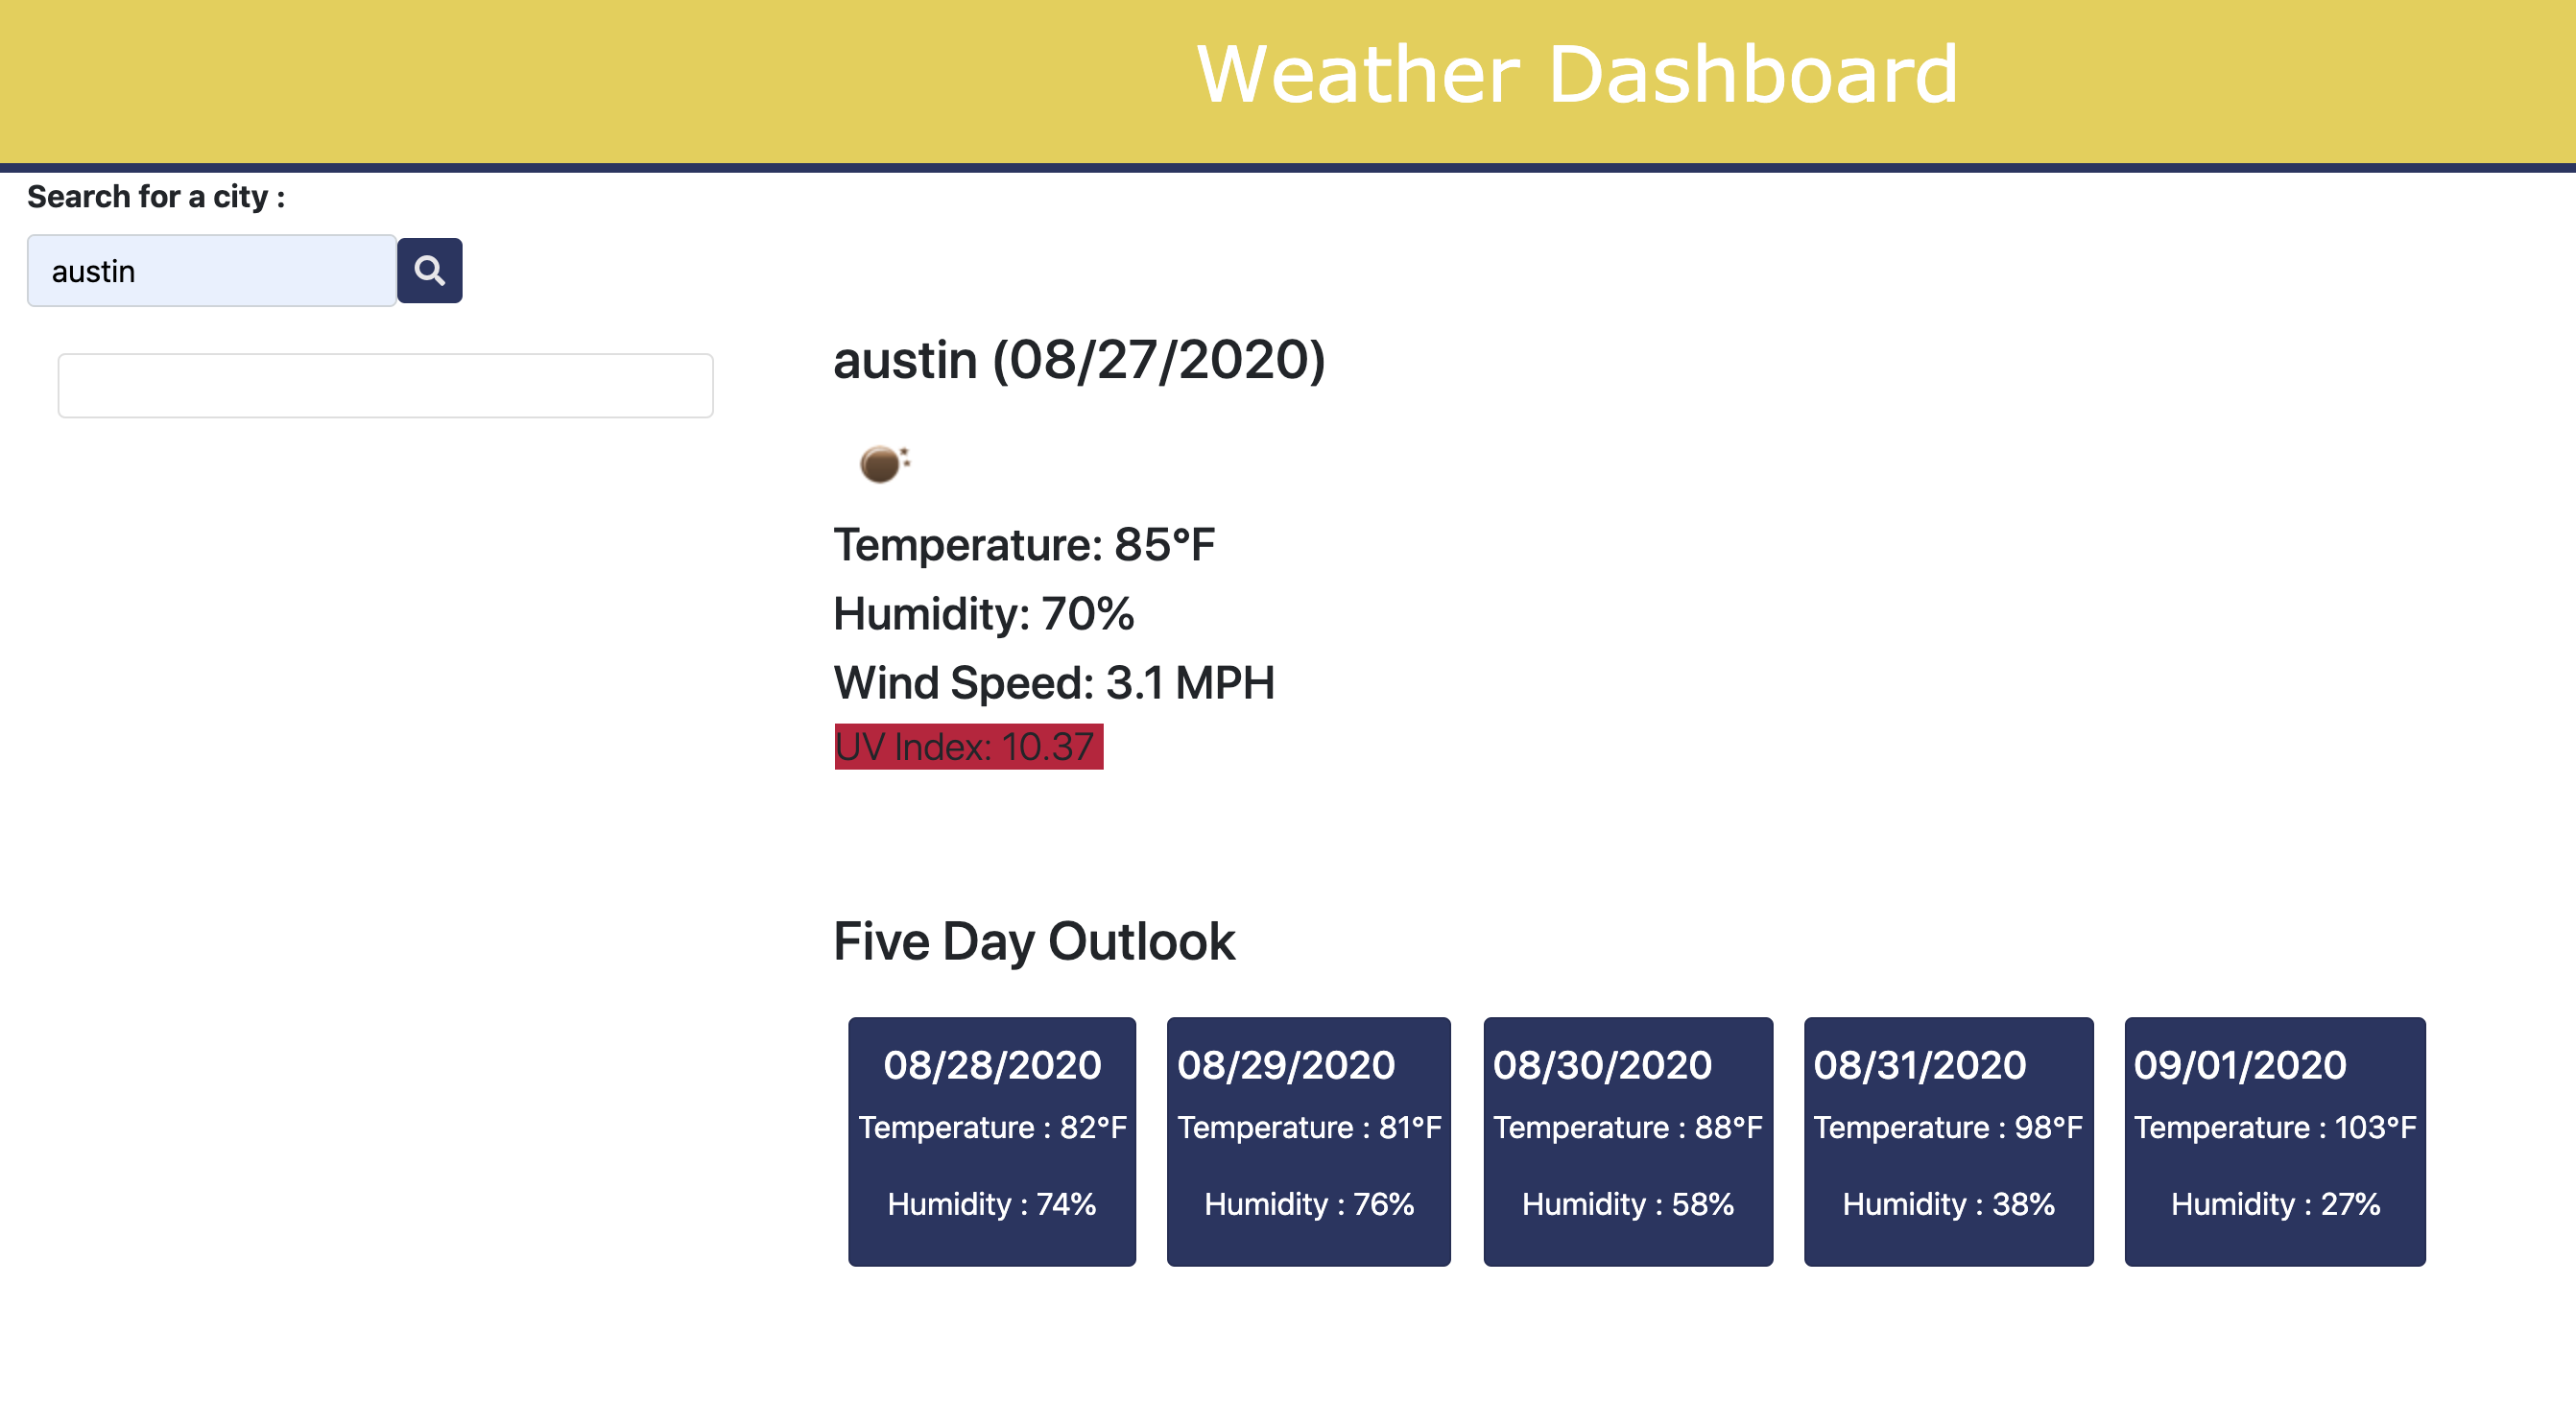 Weather Dashboard
Search for a city :
austin
austin (08/27/2020)
Temperature: 85°F
Humidity: 70%
Wind Speed: 3.1 MPH
UV Index: 10.37
Five Day Outlook
08/28/2020
Temperature : 82°F
Humidity : 74%
08/29/2020
Temperature : 81°F
Humidity : 76%
08/30/2020
Temperature : 88°F
Humidity : 58%
08/31/2020
Temperature : 98°F
Humidity : 38%
09/01/2020
Temperature : 103°F
Humidity : 27%